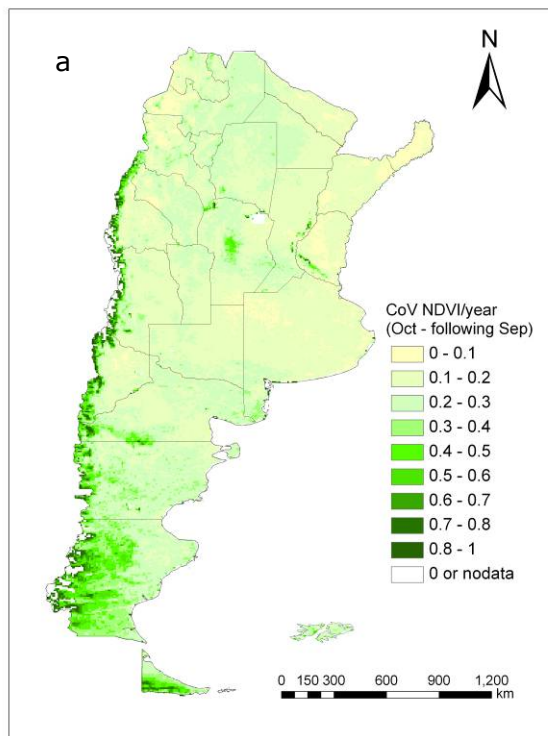 a
N
CoV NDVI/year
(Oct - following Sep)
0 - 0.1
0.1 - 0.2
0.2 - 0.3
0.3 - 0.4
0.4 - 0.5
0.5 - 0.6
0.6 - 0.7
0.7 - 0.8
0.8 - 1
0 or nodata
0 150 300 600 900 1,200
km